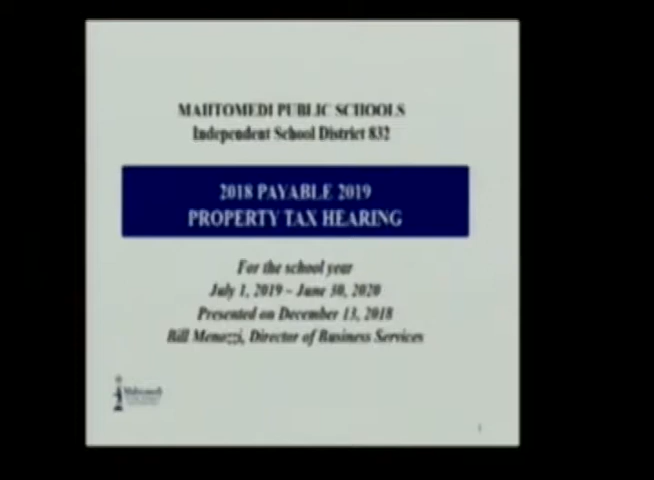 MAHTOMEDI PUBLIC SCHOOLS
Independent School District 832
2018 PAYABLE 2019
PROPERTY TAX HEARING
For the school year
July 1, 2019 – June 30, 2020
Presented on December 13, 2018
Bill Menozzi, Director of Business Services
Mahtomedi